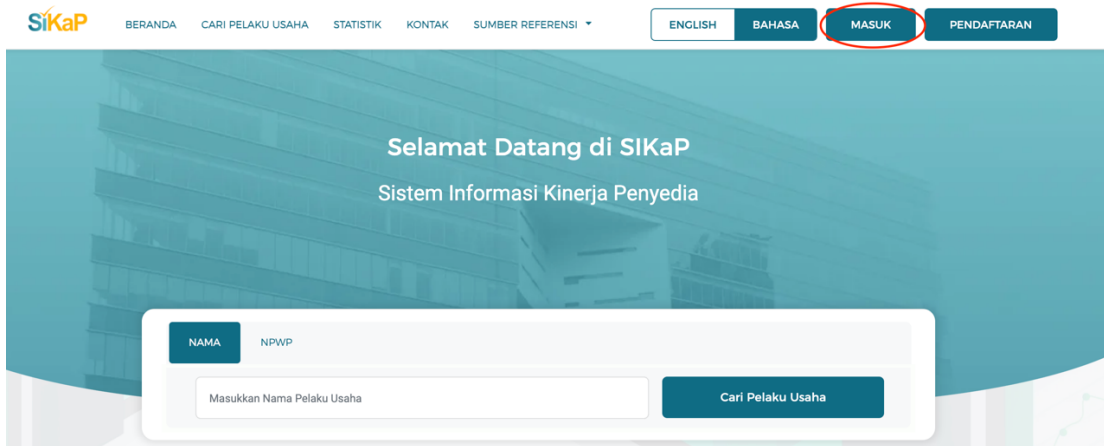 SiKaP
BERANDA CARI PELAKU USAHA STATISTIK KONTAK SUMBER REFERENSI ENGLISH BAHASA MASUK PENDAFTARAN
Selamat Datang di SIKaP
Sistem Informasi Kinerja Penyedia
NAMA NPWP
Masukkan Nama Pelaku Usaha Cari Pelaku Usaha